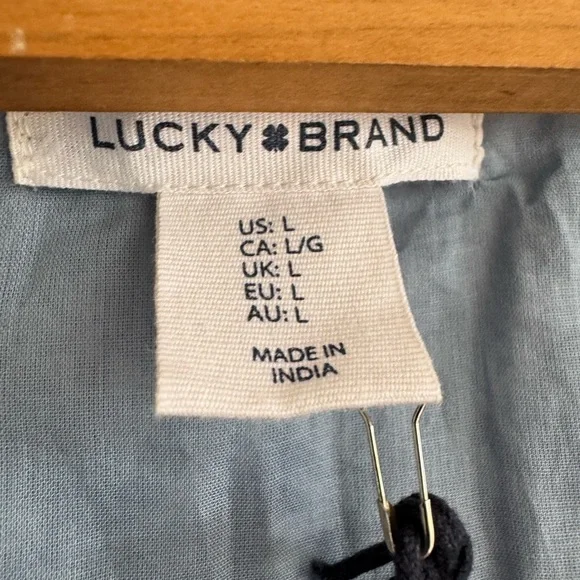 LUCKY BRAND
US: L
CA: L/G
UK: L
EU: L
AU: L
MADE IN
INDIA